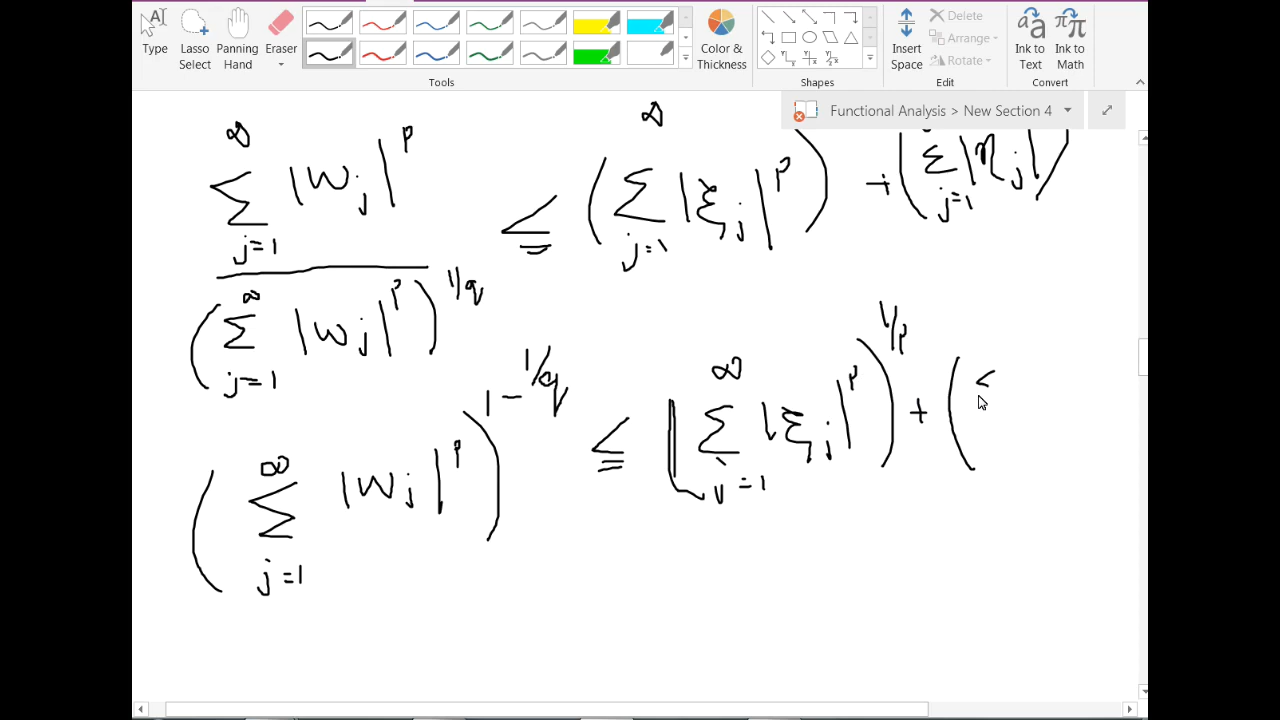 Type
Lasso Select
Panning Hand
Eraser
Color & Thickness
Insert Space
Delete
Arrange
Rotate
Ink to Text
Ink to Math
Tools
Shapes
Edit
Convert
Functional Analysis > New Section 4
∞ ∑ j=1 |w_j|^p / (∑_{j=1}^∞ |w_j|^p)^{1/q} ≤ (∑_{j=1}^∞ |ξ_j|^p) + (∑_{j=1} |η_j|)
(∑_{j=1}^∞ |w_j|^p)^{1-1/q} ≤ (∑_{j=1}^∞ |ξ_j|^p)^{1/p} + (